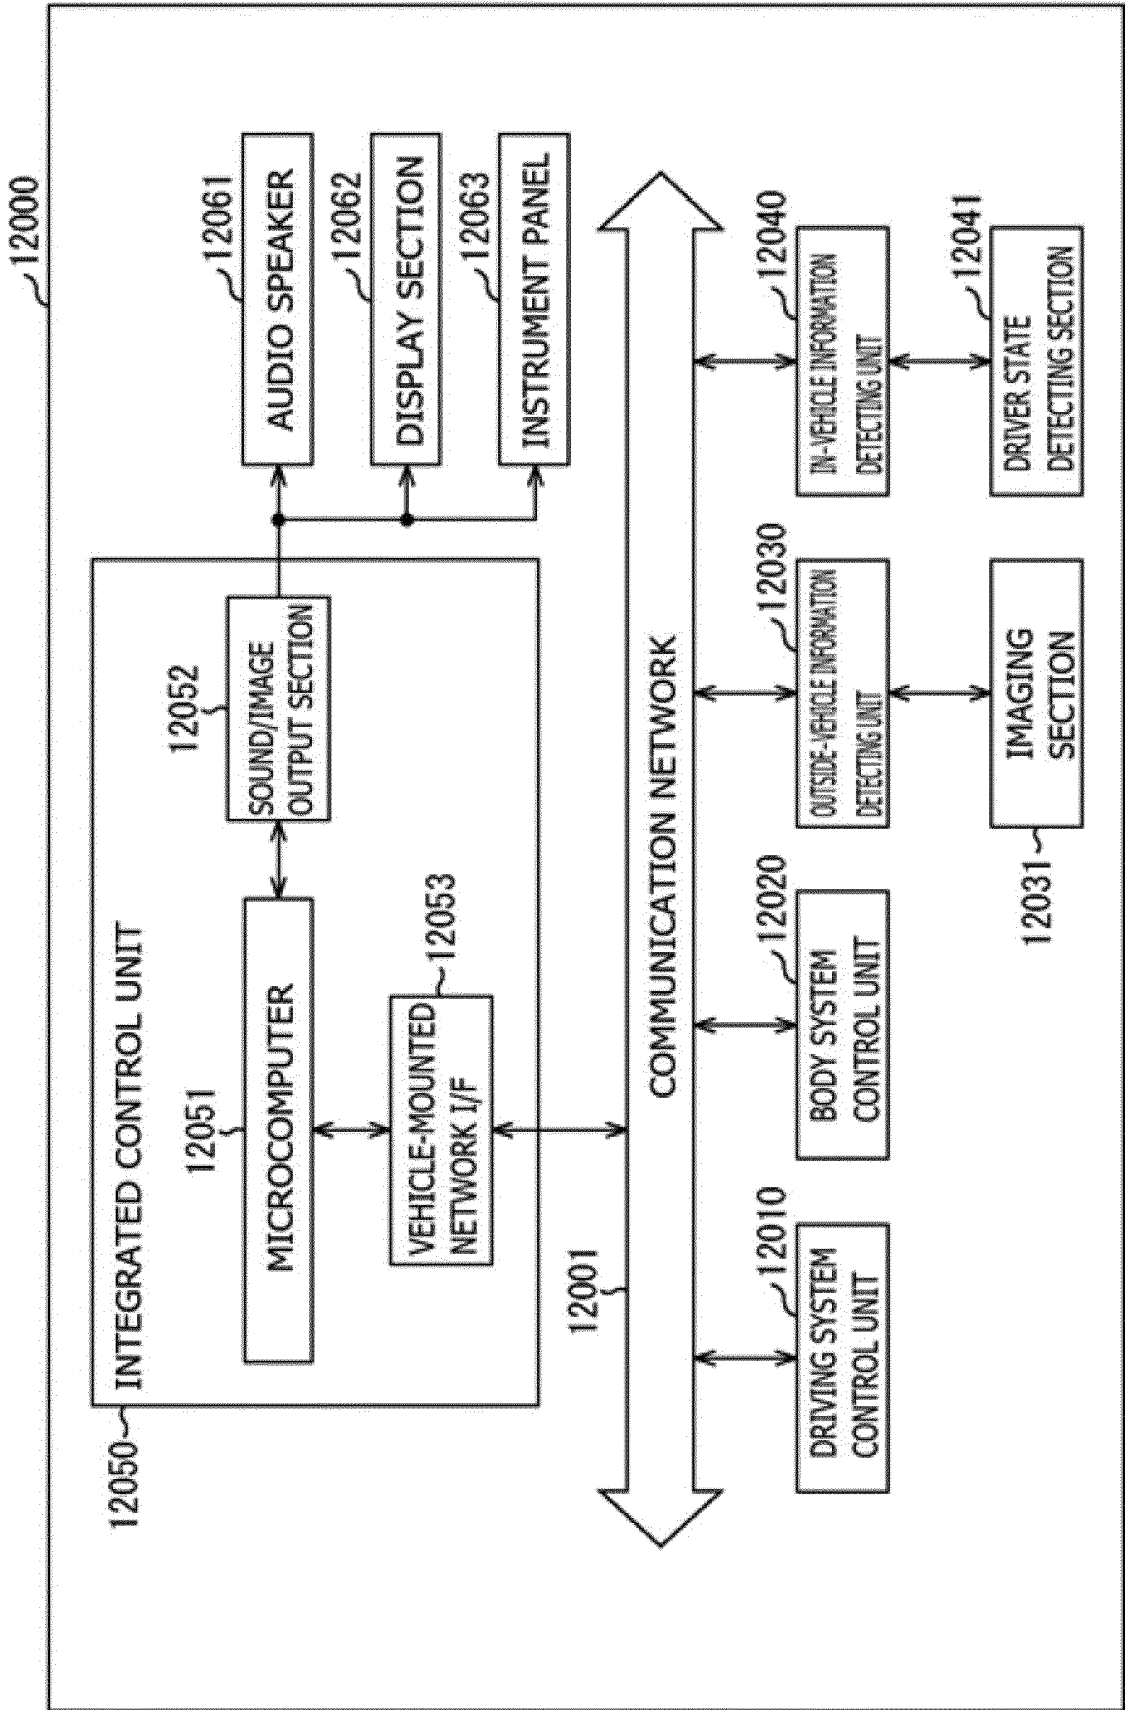 12000
12050
INTEGRATED CONTROL UNIT
12051
MICROCOMPUTER
12052
SOUND/IMAGE
OUTPUT SECTION
12053
VEHICLE-MOUNTED
NETWORK I/F
12061
AUDIO SPEAKER
12062
DISPLAY SECTION
12063
INSTRUMENT PANEL
12001
COMMUNICATION NETWORK
12010
DRIVING SYSTEM
CONTROL UNIT
12020
BODY SYSTEM
CONTROL UNIT
12030
OUTSIDE-VEHICLE INFORMATION
DETECTING UNIT
12040
IN-VEHICLE INFORMATION
DETECTING UNIT
12031
IMAGING
SECTION
12041
DRIVER STATE
DETECTING SECTION